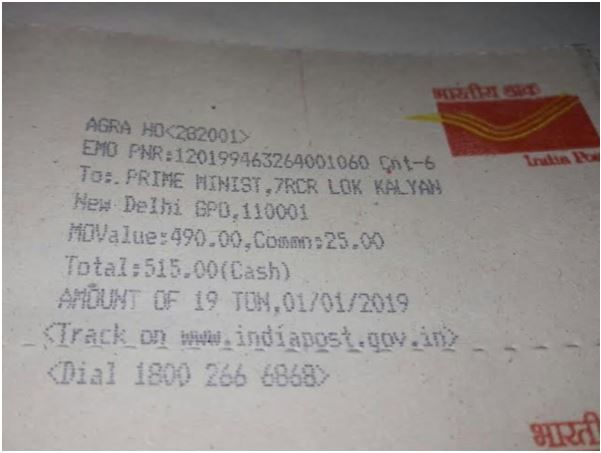 भारतीय डाक
India Post
AGRA HO<282001>
EMO PNR:120199463264001060 Cnt-6
To:.PRIME MINIST,7RCR LOK KALYAN
New Delhi GPO,110001
MOValue:490.00,Commn:25.00
Total:515.00(Cash)
AMOUNT OF 19 TON,01/01/2019
<Track on www.indiapost.gov.in>
<Dial 1800 266 6868>